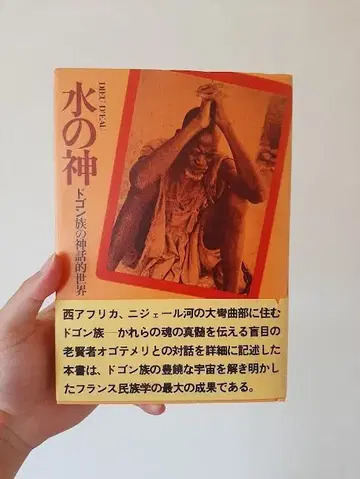 DIEU D'EAU
水の神
ドゴン族の神話的世界
西アフリカ、ニジェール河の大彎曲部に住む
ドゴン族—かれらの魂の真髄を伝える盲目の
老賢者オゴテメリとの対話を詳細に記述した
本書は、ドゴン族の豊饒な宇宙を解き明かし
たフランス民族学の最大の成果である。